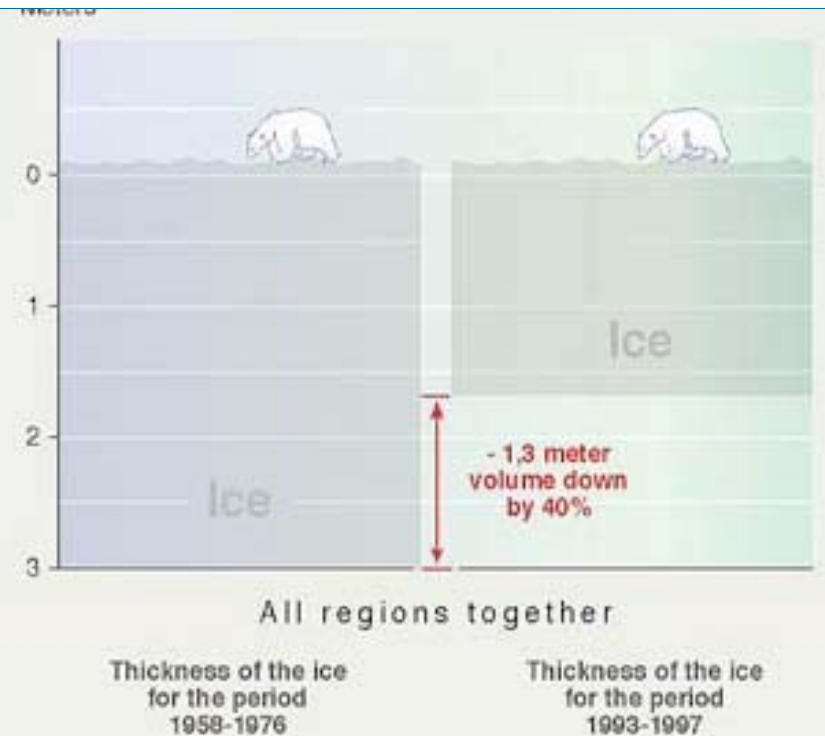 Meters
0
1
Ice
2
- 1,3 meter
volume down
by 40%
Ice
3
All regions together
Thickness of the ice
for the period
1958-1976
Thickness of the ice
for the period
1993-1997